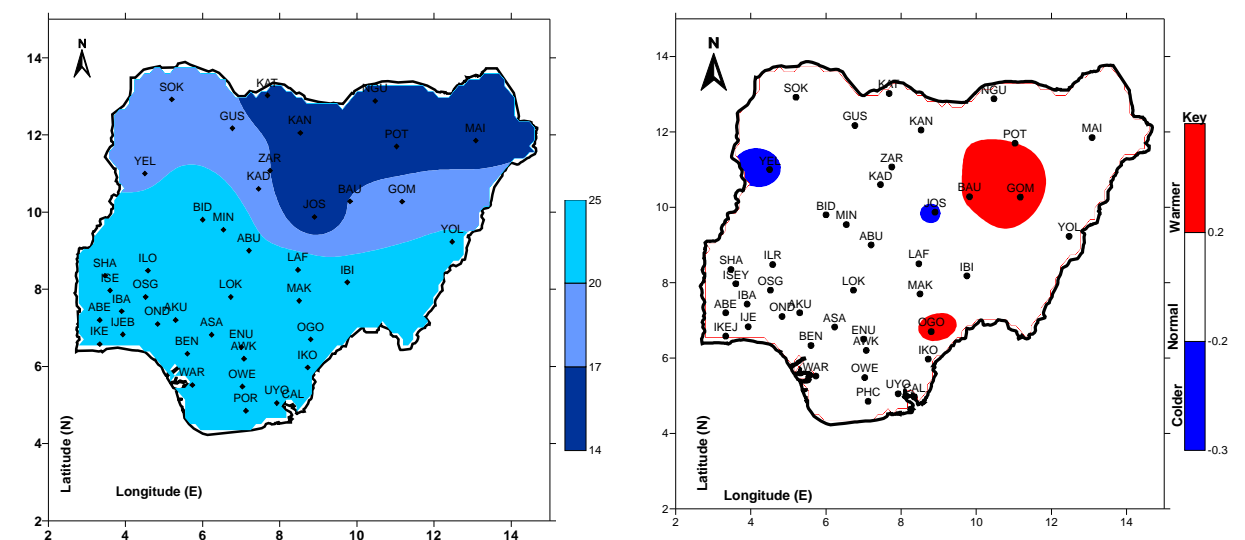 N
14
12
10
8
6
4
2
2
4
6
8
10
12
14
Latitude (N)
Longitude (E)
SOK
KAT
NGU
GUS
KAN
POT
MAI
YEL
ZAR
KAD
BAU
GOM
JOS
BID
MIN
ABU
YOL
SHA
ILO
LAF
IBI
ISE
OSG
LOK
MAK
IBA
ABE
OND
AKU
IKE
IJEB
ASA
ENU
OGO
BEN
AWK
IKO
WAR
OWE
UYO
CAL
POR
25
20
17
14
N
14
12
10
8
6
4
2
2
4
6
8
10
12
14
Latitude (N)
Longitude (E)
SOK
KAT
NGU
GUS
KAN
POT
MAI
YEL
ZAR
KAD
BAU
GOM
JOS
BID
MIN
ABU
YOL
SHA
ILR
LAF
IBI
ISEY
OSG
LOK
MAK
IBA
ABE
OND
AKU
IKEJ
IJE
ASA
ENU
OGO
BEN
AWK
IKO
WAR
OWE
UYO
CAL
PHC
Key
Warmer
0.2
Normal
-0.2
Colder
-0.3